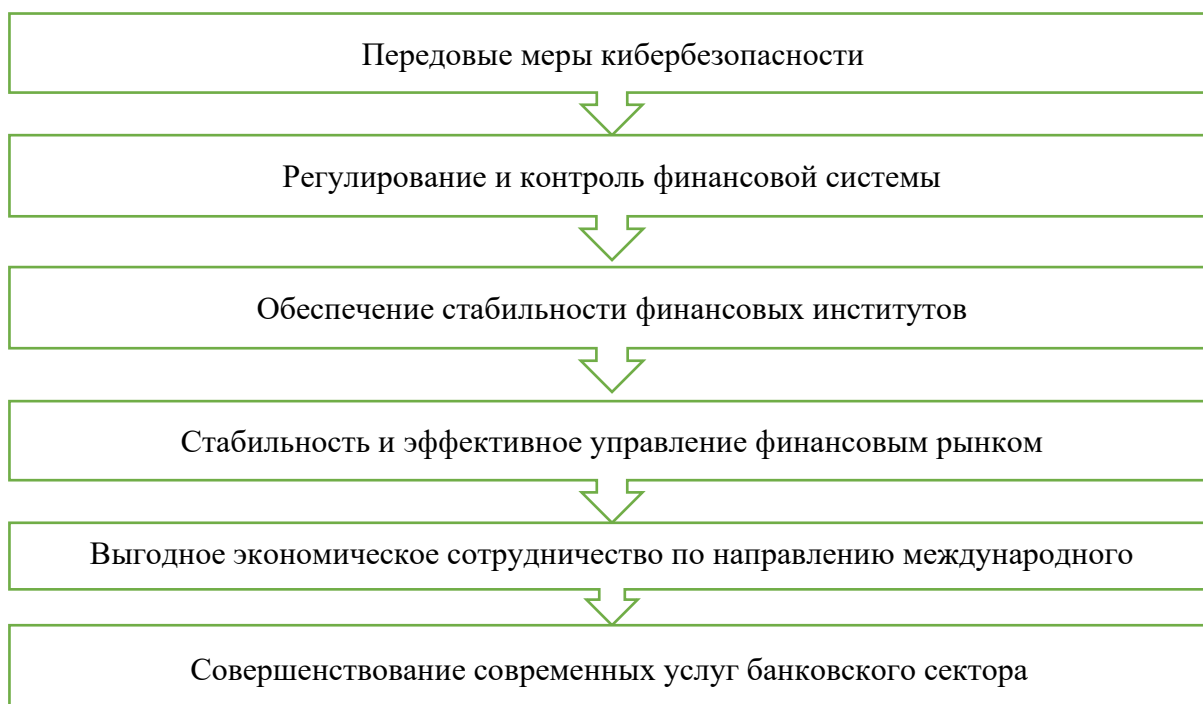 Передовые меры кибербезопасности
Регулирование и контроль финансовой системы
Обеспечение стабильности финансовых институтов
Стабильность и эффективное управление финансовым рынком
Выгодное экономическое сотрудничество по направлению международного
Совершенствование современных услуг банковского сектора